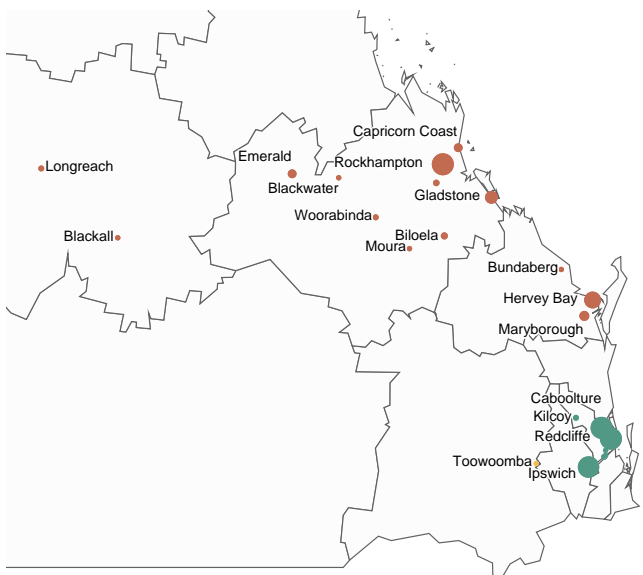 Capricorn Coast
Emerald
Rockhampton
Longreach
Blackwater
Gladstone
Woorabinda
Blackall
Biloela
Moura
Bundaberg
Hervey Bay
Maryborough
Caboolture
Kilcoy
Redcliffe
Toowoomba
Ipswich